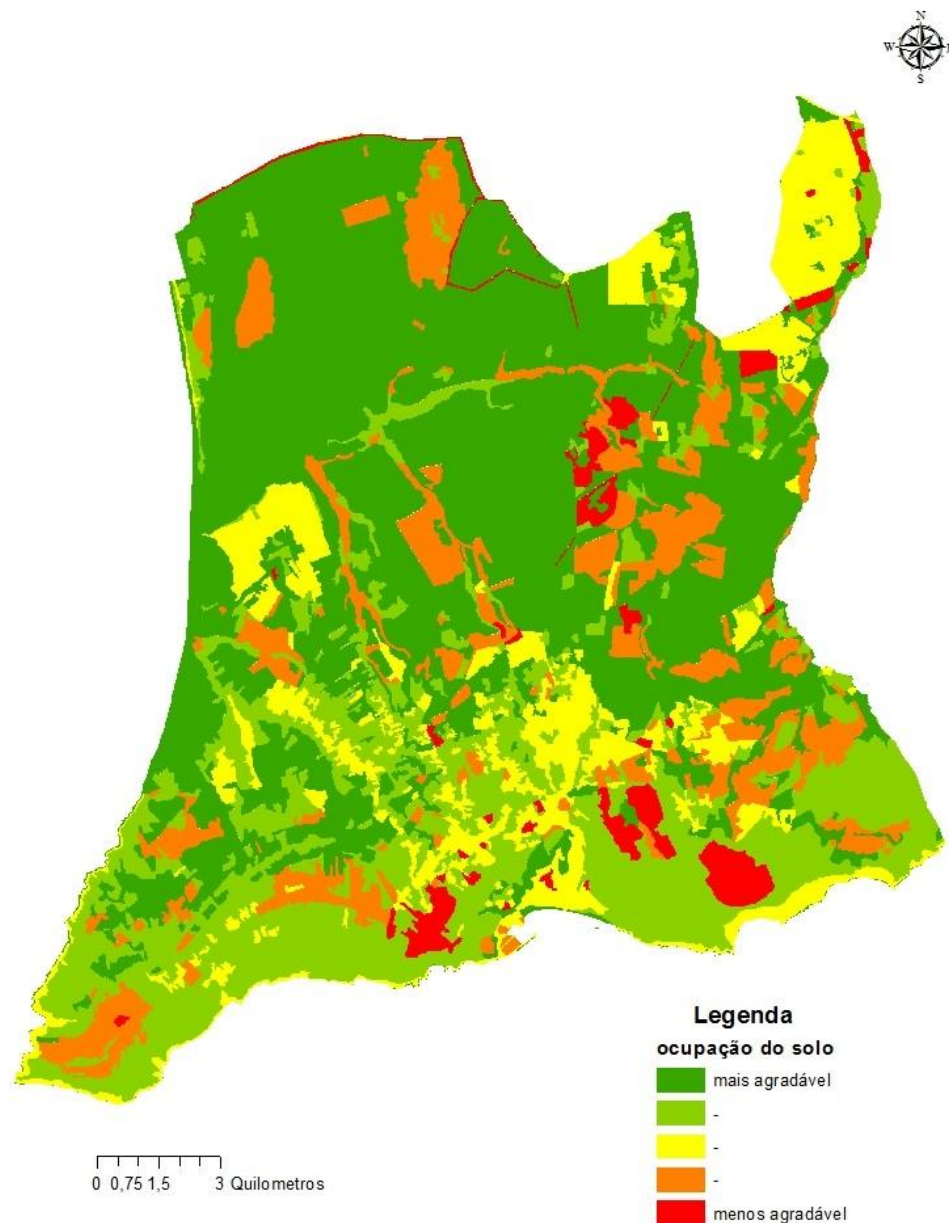 N
W
E
S
Legenda
ocupação do solo
mais agradável
-
-
-
menos agradável
0 0,75 1,5 3 Quilometros